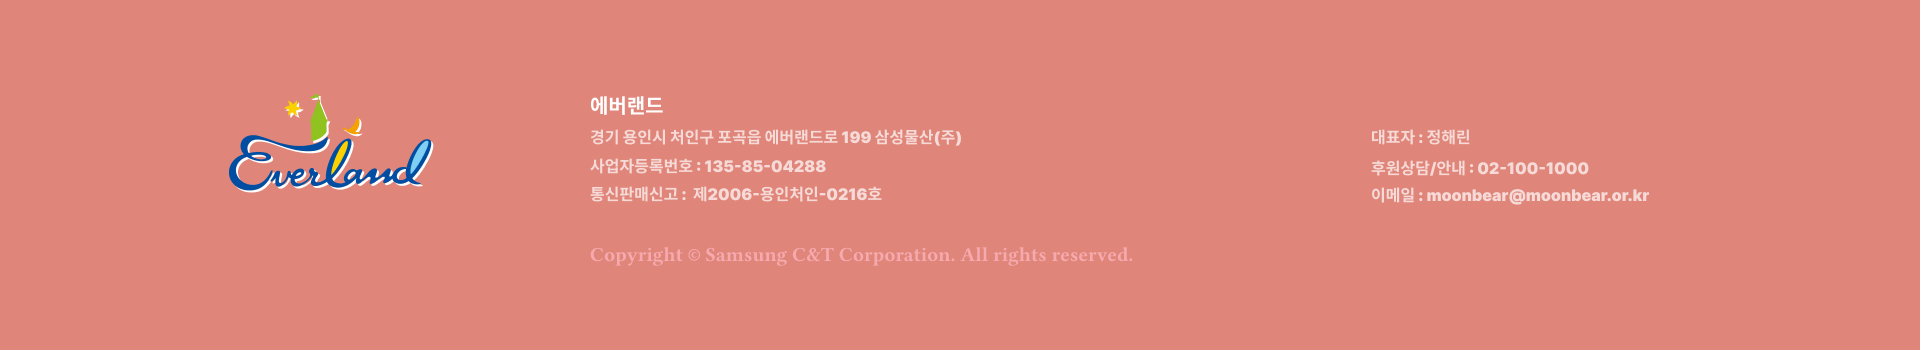 Everland
에버랜드
경기 용인시 처인구 포곡읍 에버랜드로 199 삼성물산(주)
사업자등록번호 : 135-85-04288
통신판매신고 : 제2006-용인처인-0216호
Copyright © Samsung C&T Corporation. All rights reserved.
대표자 : 정해린
후원상담/안내 : 02-100-1000
이메일 : moonbear@moonbear.or.kr